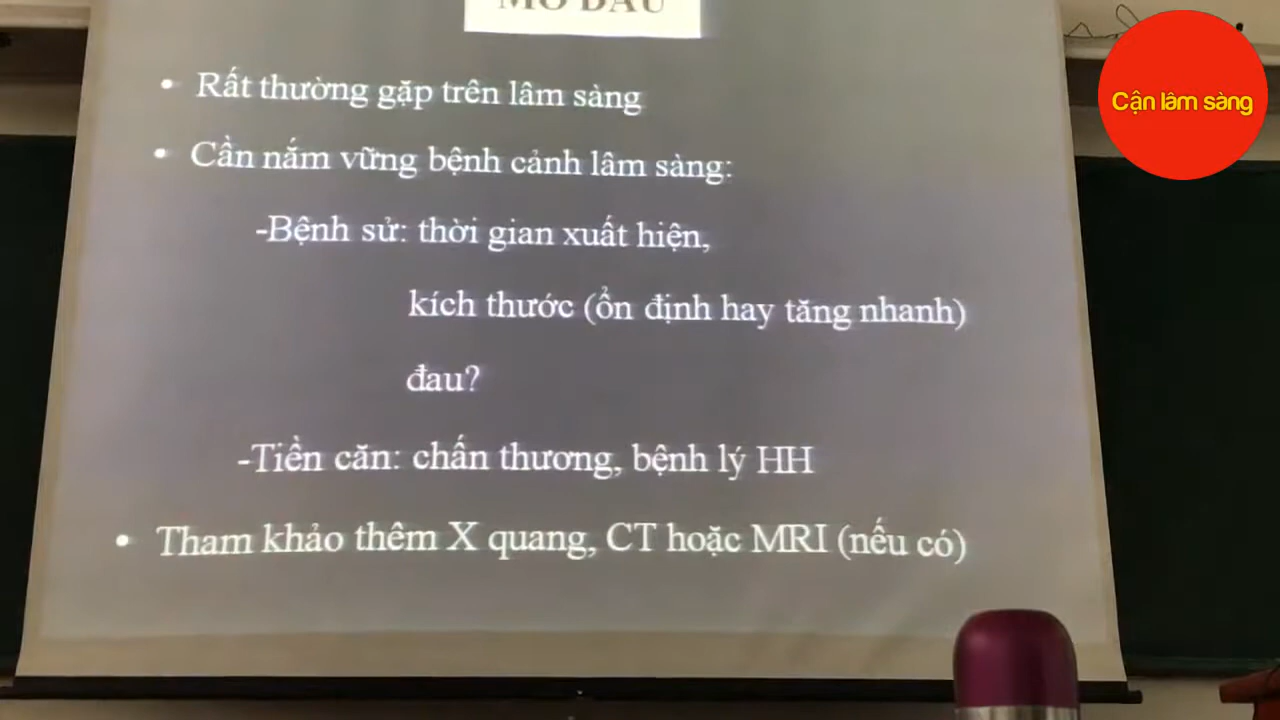 MỞ ĐẦU
Cận lâm sàng
• Rất thường gặp trên lâm sàng
• Cần nắm vững bệnh cảnh lâm sàng:
-Bệnh sử: thời gian xuất hiện,
kích thước (ổn định hay tăng nhanh)
đau?
-Tiền căn: chấn thương, bệnh lý HH
• Tham khảo thêm X quang, CT hoặc MRI (nếu có)